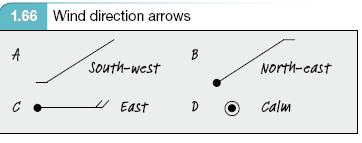 1.66 Wind direction arrows
A South-west
B North-east
C East
D Calm